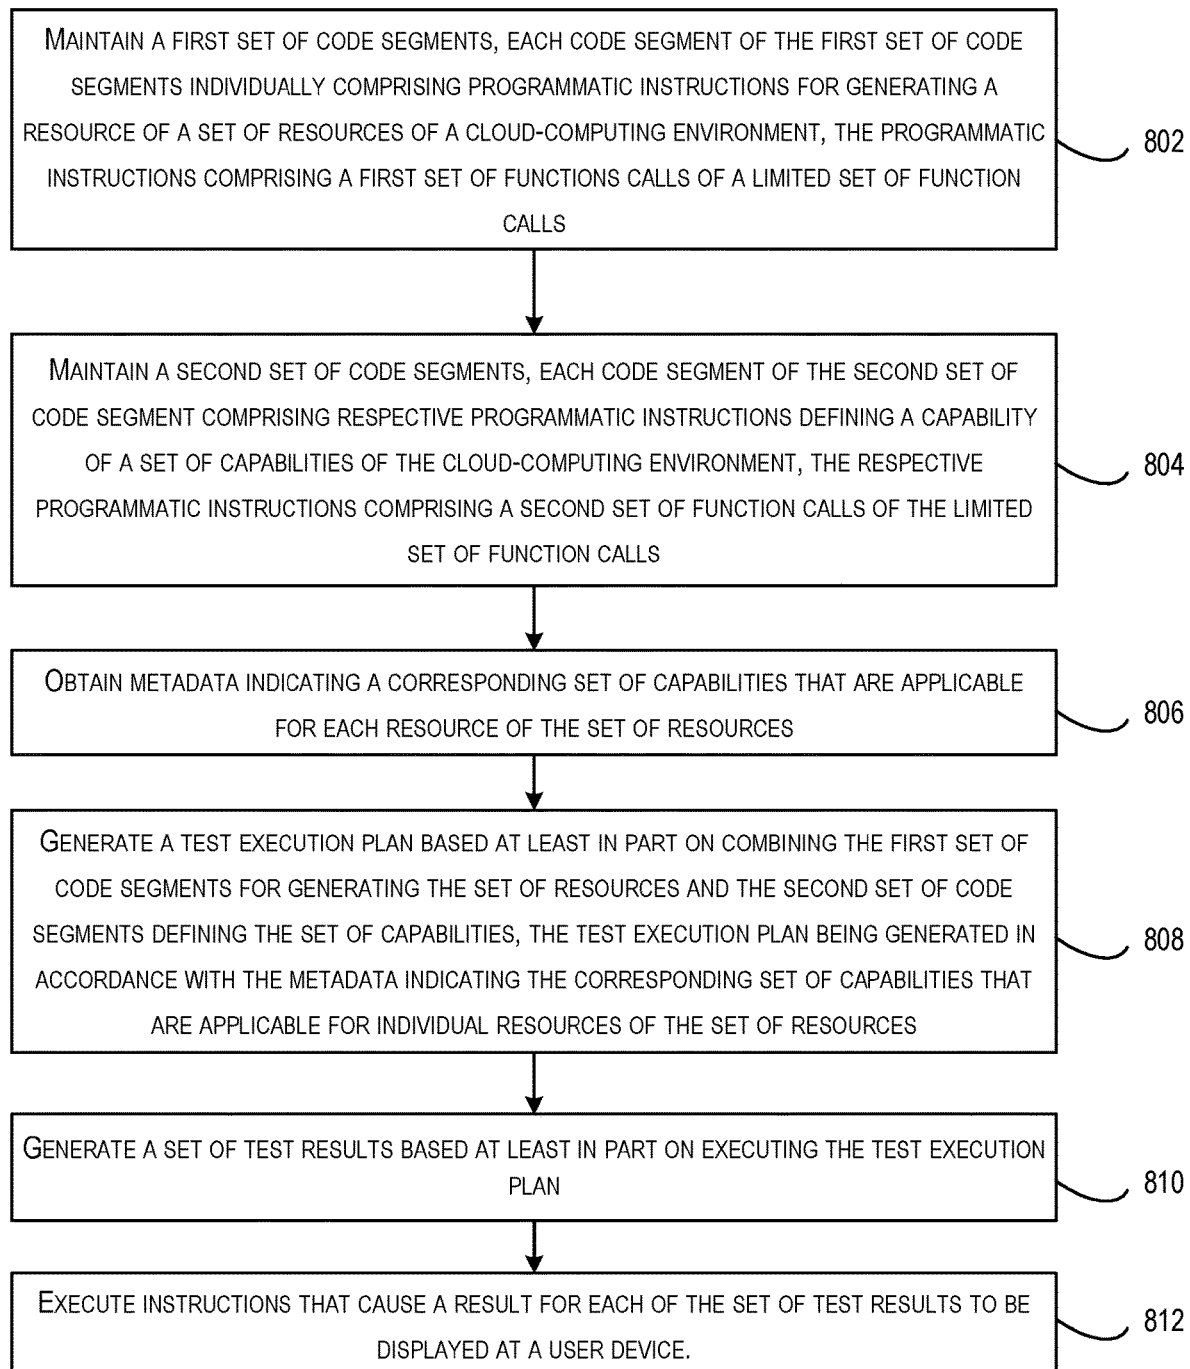 MAINTAIN A FIRST SET OF CODE SEGMENTS, EACH CODE SEGMENT OF THE FIRST SET OF CODE
SEGMENTS INDIVIDUALLY COMPRISING PROGRAMMATIC INSTRUCTIONS FOR GENERATING A
RESOURCE OF A SET OF RESOURCES OF A CLOUD-COMPUTING ENVIRONMENT, THE PROGRAMMATIC
INSTRUCTIONS COMPRISING A FIRST SET OF FUNCTIONS CALLS OF A LIMITED SET OF FUNCTION
CALLS
802
MAINTAIN A SECOND SET OF CODE SEGMENTS, EACH CODE SEGMENT OF THE SECOND SET OF
CODE SEGMENT COMPRISING RESPECTIVE PROGRAMMATIC INSTRUCTIONS DEFINING A CAPABILITY
OF A SET OF CAPABILITIES OF THE CLOUD-COMPUTING ENVIRONMENT, THE RESPECTIVE
PROGRAMMATIC INSTRUCTIONS COMPRISING A SECOND SET OF FUNCTION CALLS OF THE LIMITED
SET OF FUNCTION CALLS
804
OBTAIN METADATA INDICATING A CORRESPONDING SET OF CAPABILITIES THAT ARE APPLICABLE
FOR EACH RESOURCE OF THE SET OF RESOURCES
806
GENERATE A TEST EXECUTION PLAN BASED AT LEAST IN PART ON COMBINING THE FIRST SET OF
CODE SEGMENTS FOR GENERATING THE SET OF RESOURCES AND THE SECOND SET OF CODE
SEGMENTS DEFINING THE SET OF CAPABILITIES, THE TEST EXECUTION PLAN BEING GENERATED IN
ACCORDANCE WITH THE METADATA INDICATING THE CORRESPONDING SET OF CAPABILITIES THAT
ARE APPLICABLE FOR INDIVIDUAL RESOURCES OF THE SET OF RESOURCES
808
GENERATE A SET OF TEST RESULTS BASED AT LEAST IN PART ON EXECUTING THE TEST EXECUTION
PLAN
810
EXECUTE INSTRUCTIONS THAT CAUSE A RESULT FOR EACH OF THE SET OF TEST RESULTS TO BE
DISPLAYED AT A USER DEVICE.
812